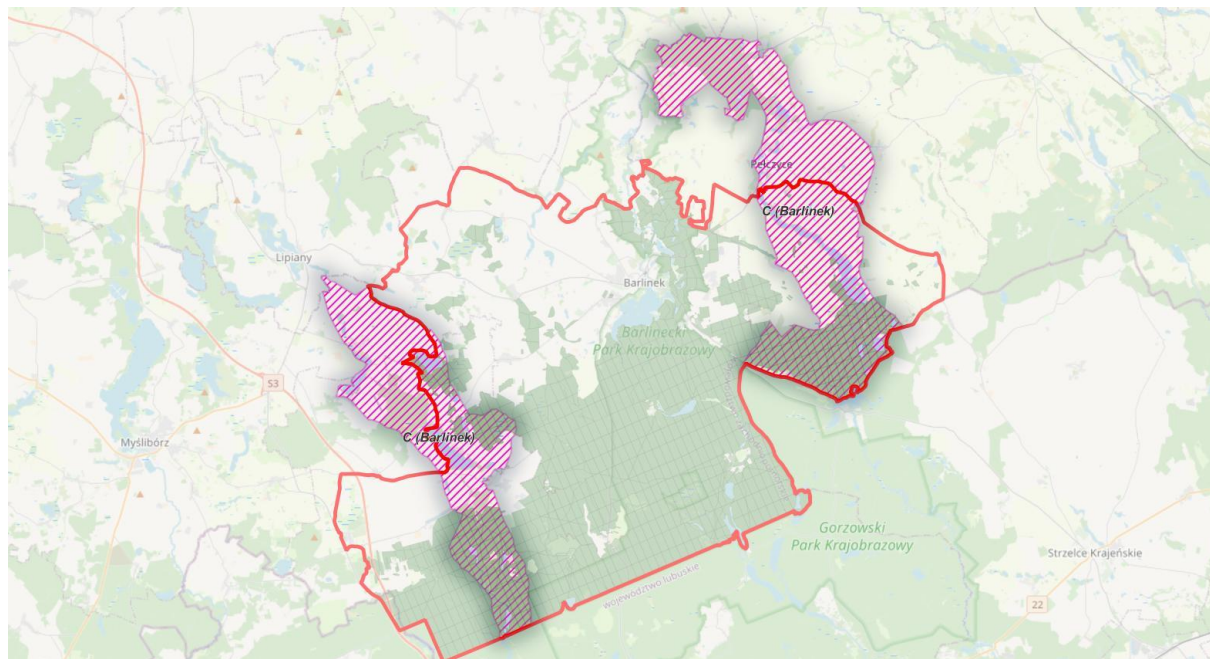 Pełczyce
C (Barlinek)
Lipiany
Barlinek
Barlinecki
Park Krajobrazowy
S3
C (Barlinek)
Myślibórz
Gorzowski
Park Krajobrazowy
Strzelce Krajeńskie
województwo lubuskie
22